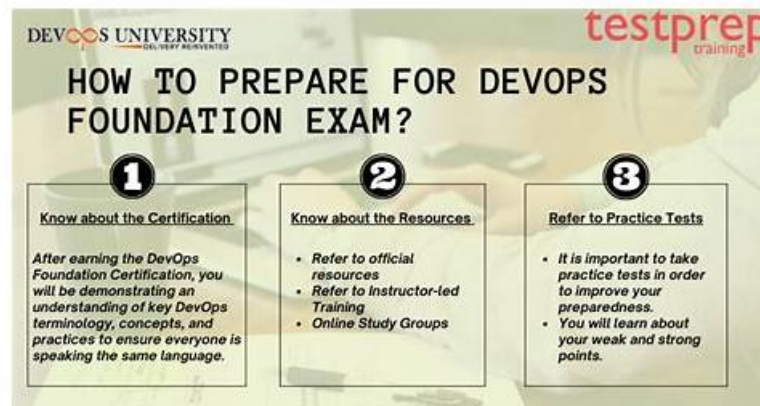 DEVOPS UNIVERSITY
DELIVERY REINVENTED
testprep
training
HOW TO PREPARE FOR DEVOPS
FOUNDATION EXAM?
1
Know about the Certification
After earning the DevOps
Foundation Certification, you
will be demonstrating an
understanding of key DevOps
terminology, concepts, and
practices to ensure everyone is
speaking the same language.
2
Know about the Resources
• Refer to official
resources
• Refer to Instructor-led
Training
• Online Study Groups
3
Refer to Practice Tests
• It is important to take
practice tests in order
to improve your
preparedness.
• You will learn about
your weak and strong
points.